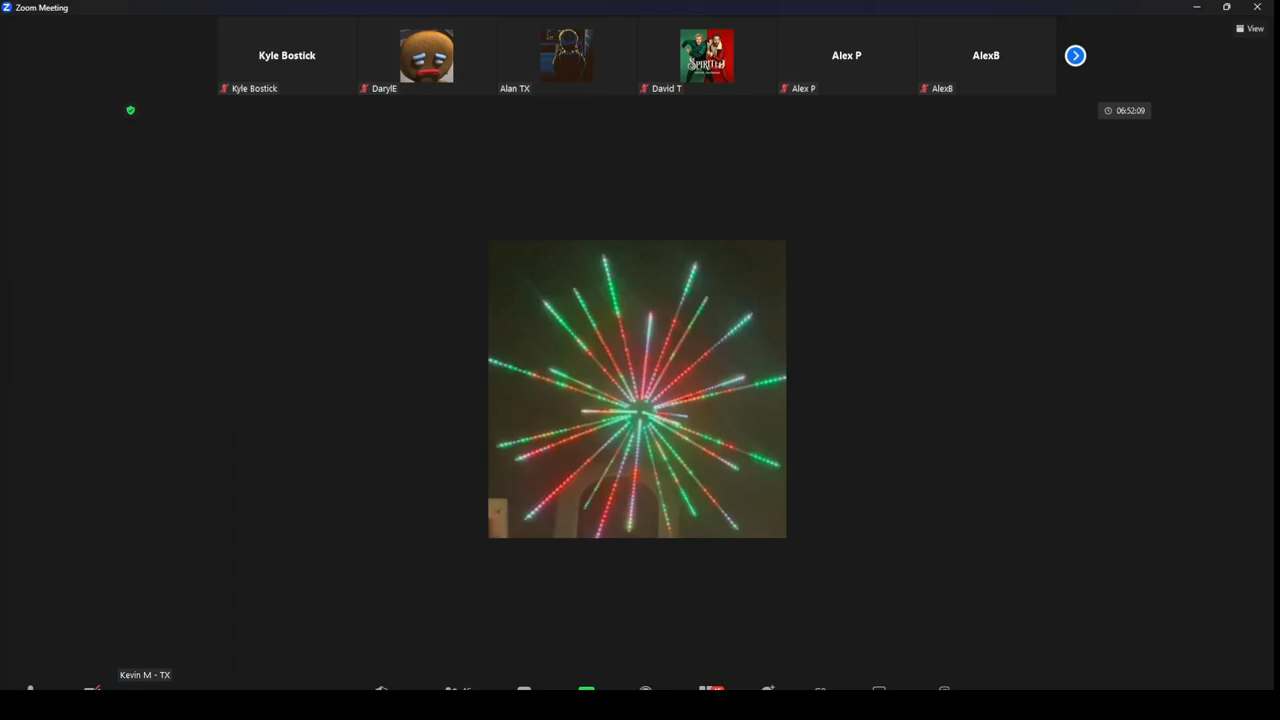 Zoom Meeting
View
Kyle Bostick
Alex P
AlexB
SPIRITED
Kyle Bostick
DarylE
Alan TX
David T
Alex P
AlexB
06:52:09
Kevin M - TX